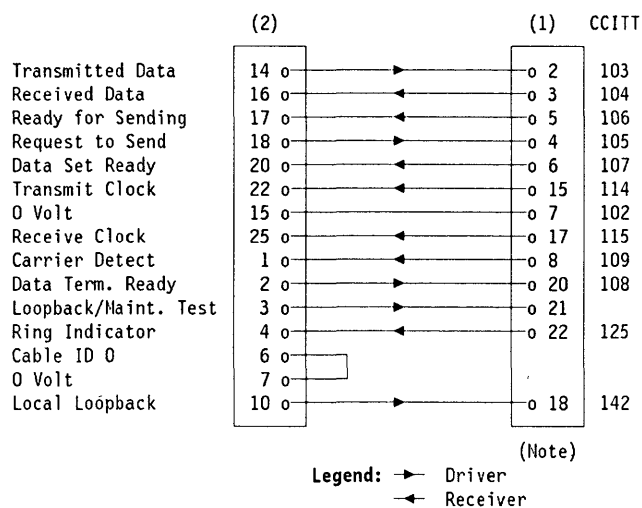 (2) (1) CCITT
Transmitted Data 14 o o 2 103
Received Data 16 o o 3 104
Ready for Sending 17 o o 5 106
Request to Send 18 o o 4 105
Data Set Ready 20 o o 6 107
Transmit Clock 22 o o 15 114
0 Volt 15 o o 7 102
Receive Clock 25 o o 17 115
Carrier Detect 1 o o 8 109
Data Term. Ready 2 o o 20 108
Loopback/Maint. Test 3 o o 21
Ring Indicator 4 o o 22 125
Cable ID 0 6 o
0 Volt 7 o
Local Loopback 10 o o 18 142
(Note)
Legend: Driver
Receiver